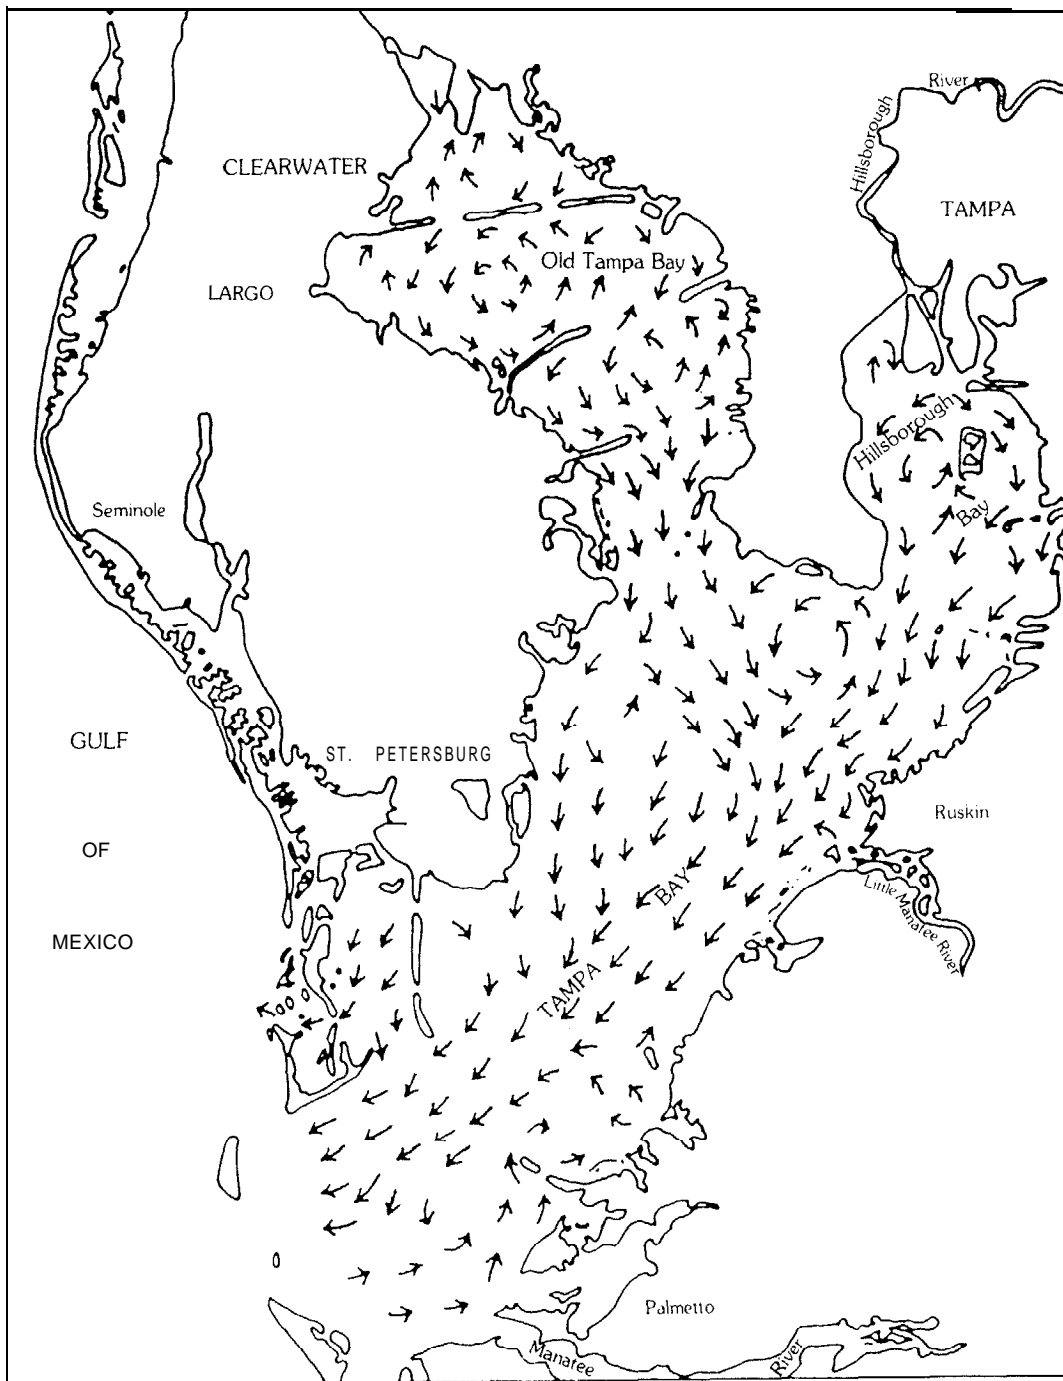 River
Hillsborough
CLEARWATER
TAMPA
Old Tampa Bay
LARGO
Hillsborough
Bay
Seminole
GULF
OF
MEXICO
ST. PETERSBURG
Ruskin
Little Manatee River
TAMPA BAY
Palmetto
Manatee River